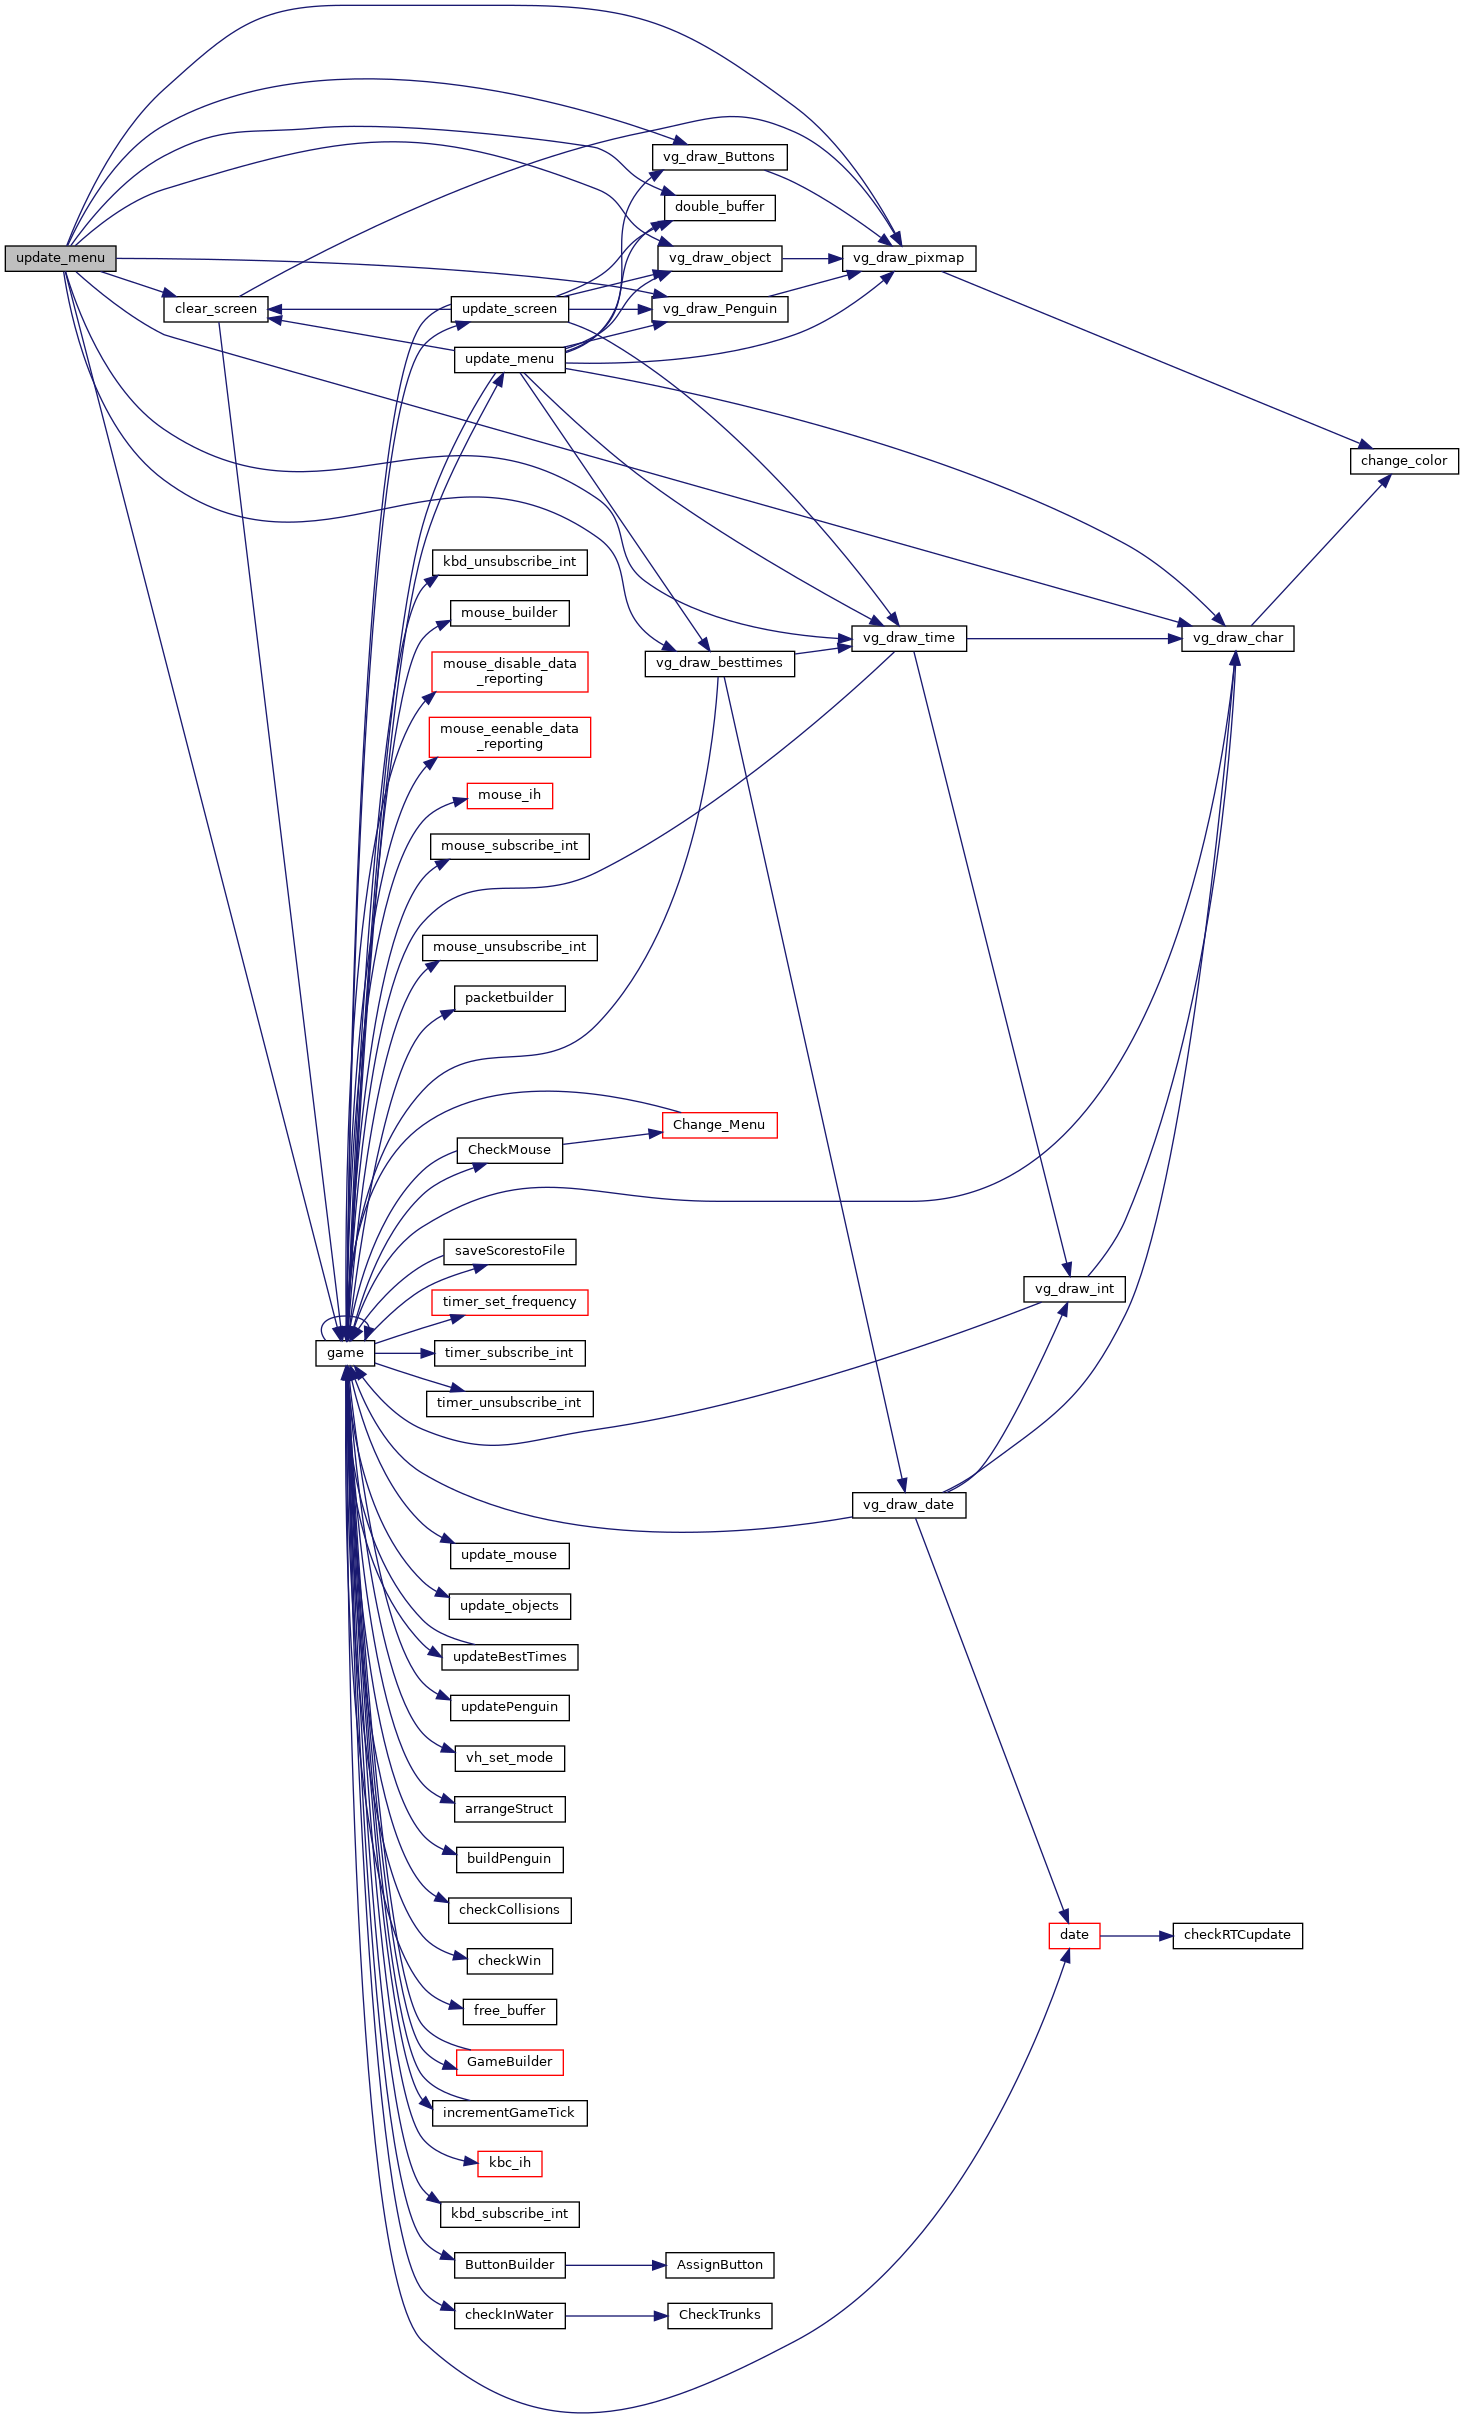 vg_draw_Buttons
double_buffer
update_menu
vg_draw_object
vg_draw_pixmap
clear_screen
update_screen
vg_draw_Penguin
update_menu
change_color
kbd_unsubscribe_int
mouse_builder
vg_draw_time
vg_draw_char
mouse_disable_data
_reporting
vg_draw_besttimes
mouse_eenable_data
_reporting
mouse_ih
mouse_subscribe_int
mouse_unsubscribe_int
packetbuilder
Change_Menu
CheckMouse
saveScorestoFile
vg_draw_int
timer_set_frequency
game
timer_subscribe_int
timer_unsubscribe_int
vg_draw_date
update_mouse
update_objects
updateBestTimes
updatePenguin
vh_set_mode
arrangeStruct
buildPenguin
checkCollisions
date
checkRTCupdate
checkWin
free_buffer
GameBuilder
incrementGameTick
kbc_ih
kbd_subscribe_int
ButtonBuilder
AssignButton
checkInWater
CheckTrunks